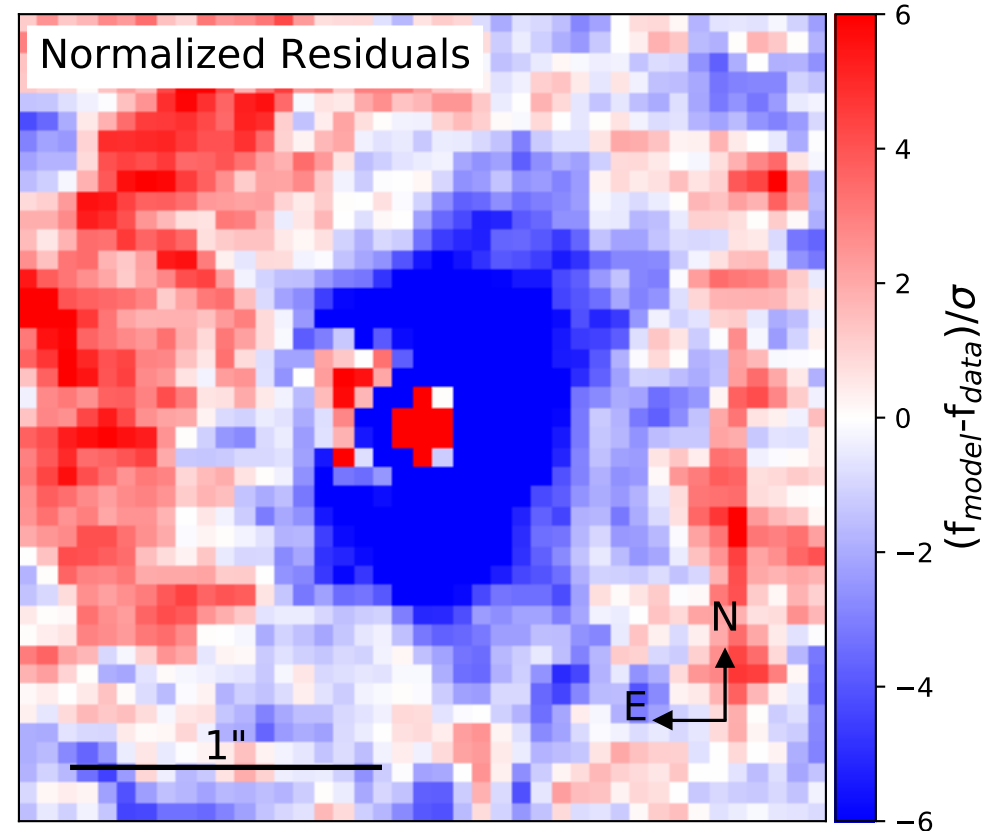 Normalized Residuals
6
4
2
0
−2
−4
−6
(f_model-f_data)/σ
N
E
1"